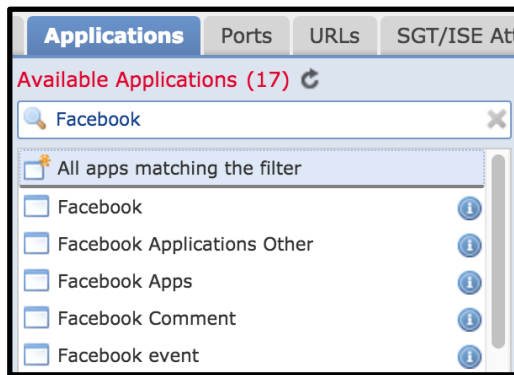 Applications Ports URLs SGT/ISE Att
Available Applications (17)
Facebook
All apps matching the filter
Facebook
Facebook Applications Other
Facebook Apps
Facebook Comment
Facebook event